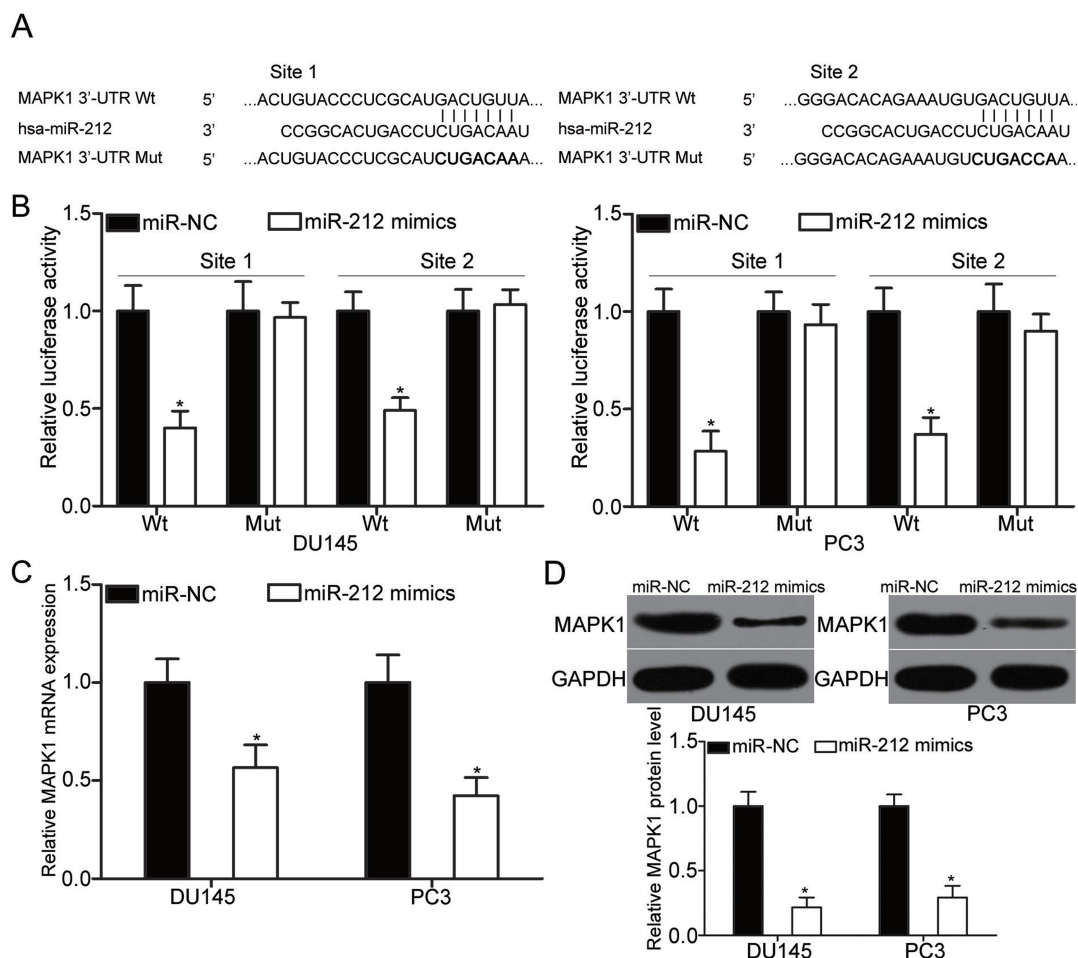 A
Site 1
MAPK1 3’-UTR Wt 5’ ...ACUGUACCCUCGCAUGACUGUUA...
hsa-miR-212 3’ CCGGCACUGACCUCUGACAAU
MAPK1 3’-UTR Mut 5’ ...ACUGUACCCUCGCAUCUGACAAA...
Site 2
MAPK1 3’-UTR Wt 5’ ...GGGACACAGAAAUGUGACUGUUA...
hsa-miR-212 3’ CCGGCACUGACCUCUGACAAU
MAPK1 3’-UTR Mut 5’ ...GGGACACAGAAAUGUCUGACCAA...
B
Relative luciferase activity
1.5
1.0
0.5
0.0
miR-NC miR-212 mimics
Site 1 Site 2
* *
Wt Mut Wt Mut
DU145
Relative luciferase activity
1.5
1.0
0.5
0.0
miR-NC miR-212 mimics
Site 1 Site 2
* *
Wt Mut Wt Mut
PC3
C
Relative MAPK1 mRNA expression
1.5
1.0
0.5
0.0
miR-NC miR-212 mimics
* *
DU145 PC3
D
miR-NC miR-212 mimics
MAPK1
GAPDH
DU145
miR-NC miR-212 mimics
MAPK1
GAPDH
PC3
Relative MAPK1 protein level
1.5
1.0
0.5
0.0
miR-NC miR-212 mimics
* *
DU145 PC3